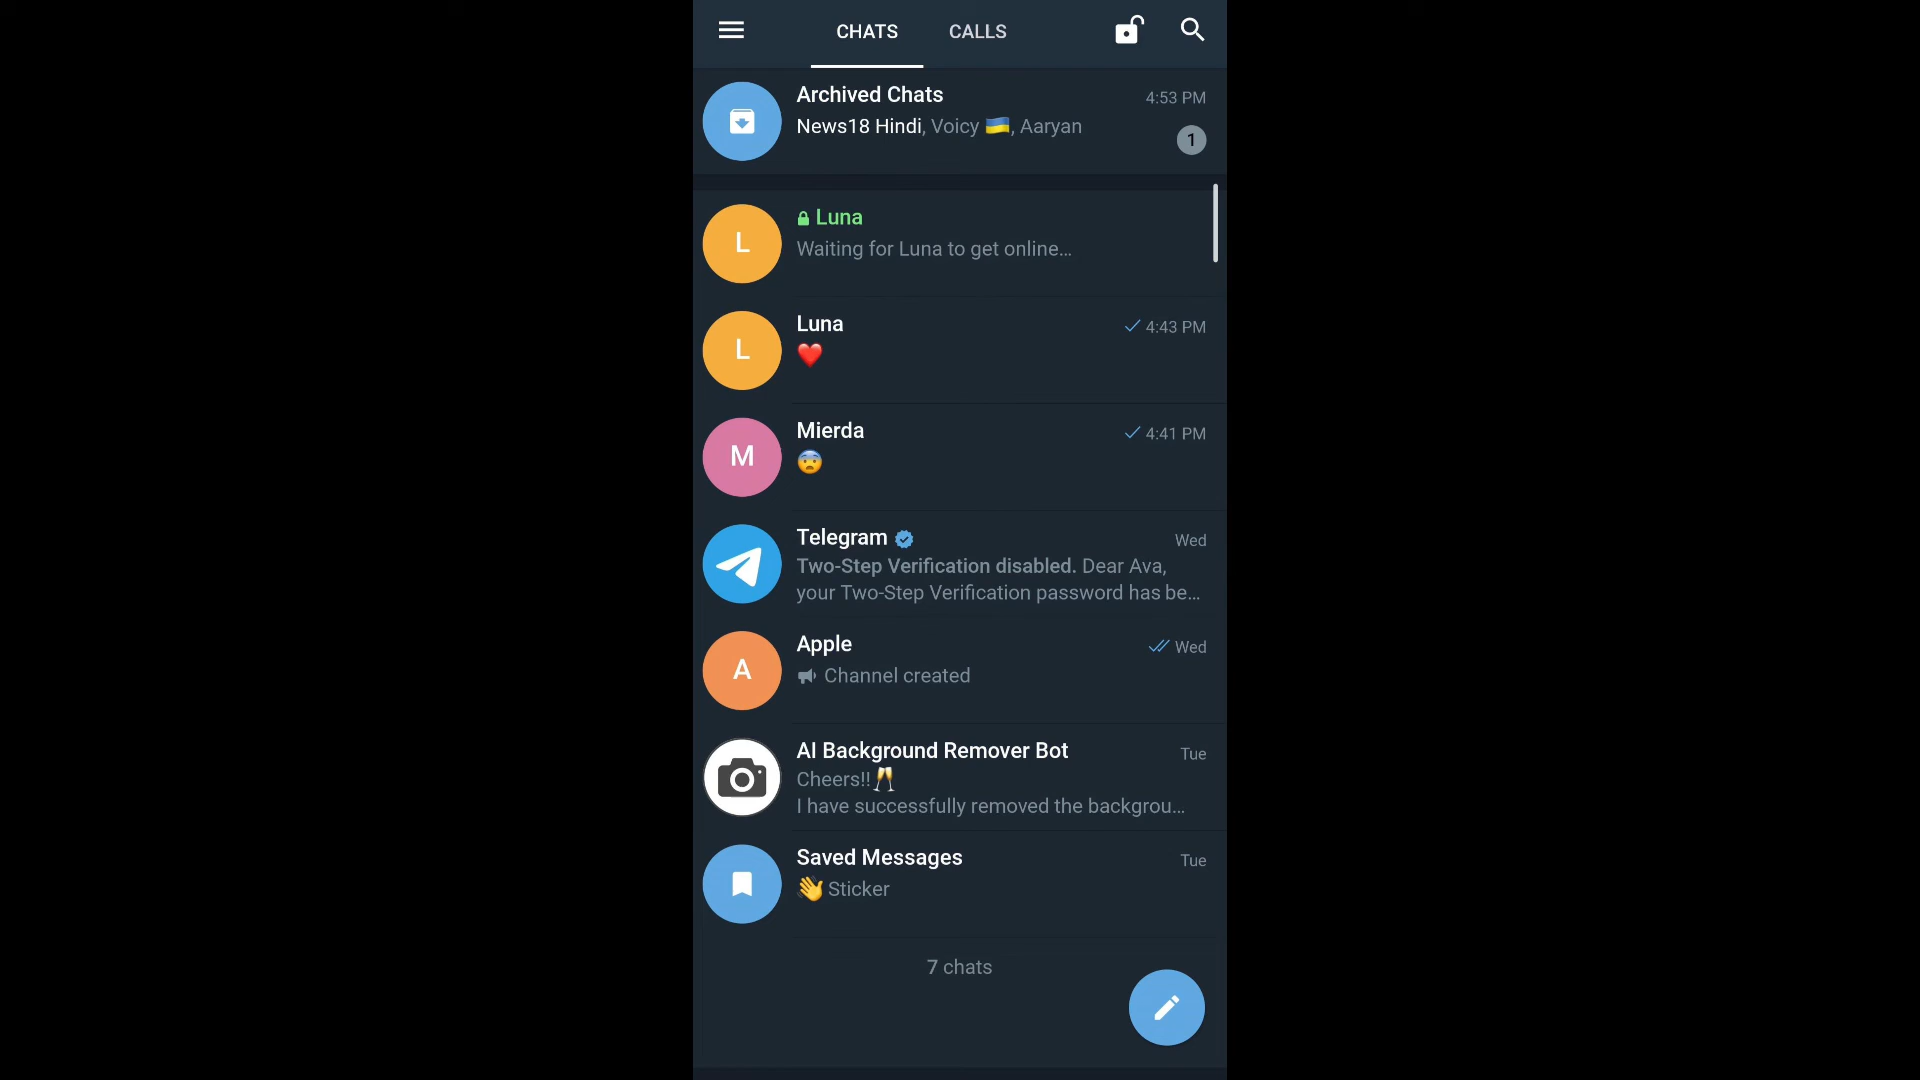 CHATS CALLS
Archived Chats 4:53 PM
News18 Hindi, Voicy 🇺🇦, Aaryan 1
L Luna
Waiting for Luna to get online...
L Luna 4:43 PM
❤️
M Mierda 4:41 PM
😨
Telegram Wed
Two-Step Verification disabled. Dear Ava,
your Two-Step Verification password has be...
A Apple Wed
Channel created
AI Background Remover Bot Tue
Cheers!!🥂
I have successfully removed the backgrou...
Saved Messages Tue
👋 Sticker
7 chats